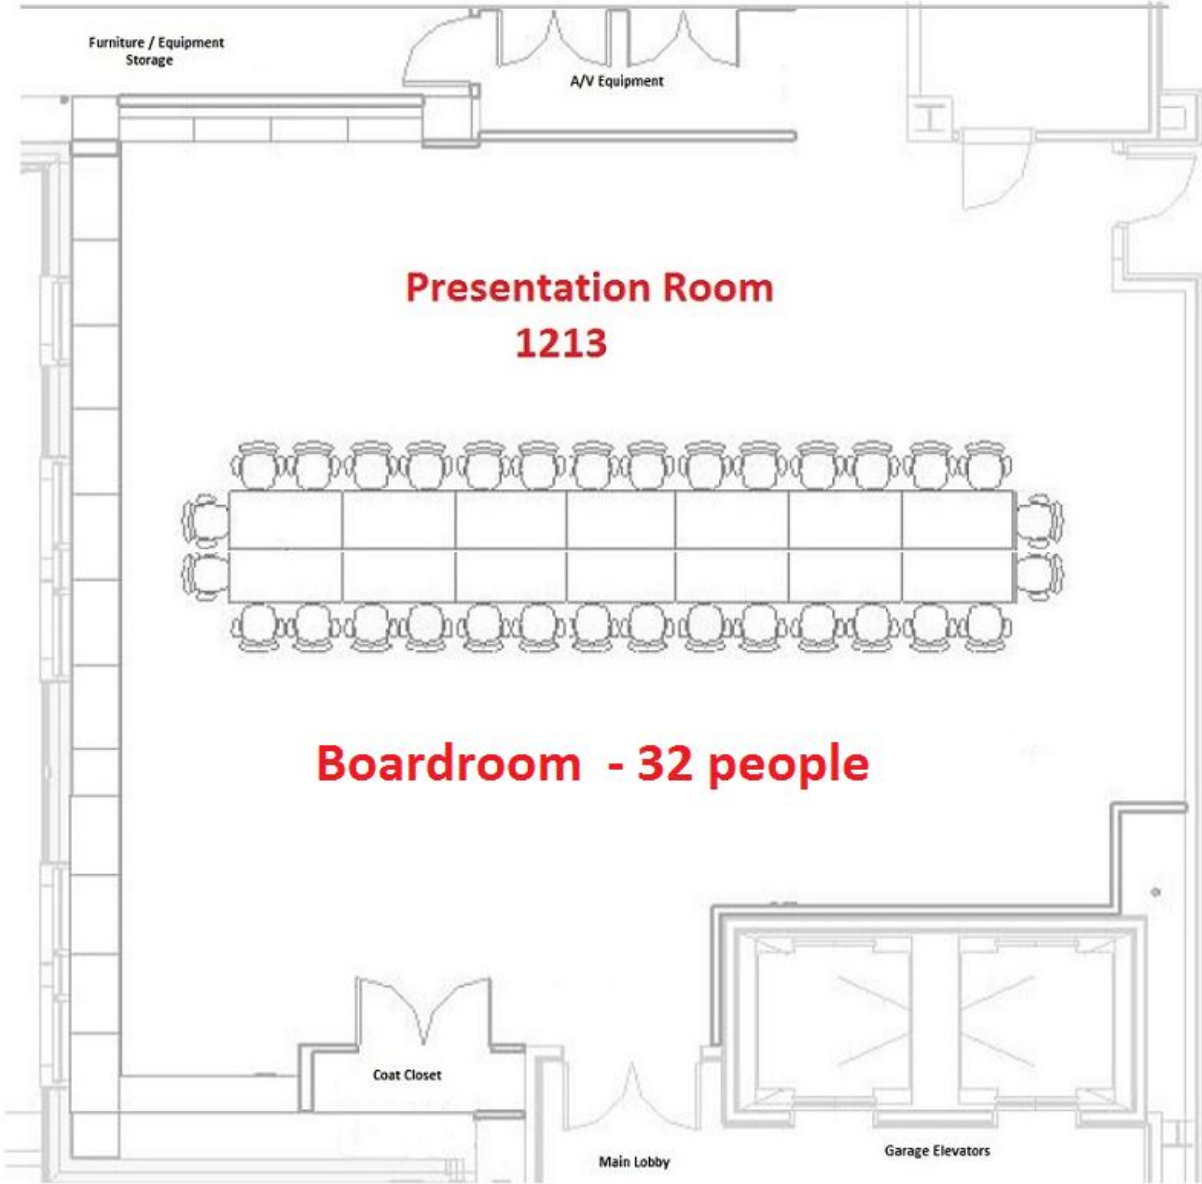 Furniture / Equipment
Storage
A/V Equipment
Presentation Room
1213
Boardroom - 32 people
Coat Closet
Main Lobby
Garage Elevators